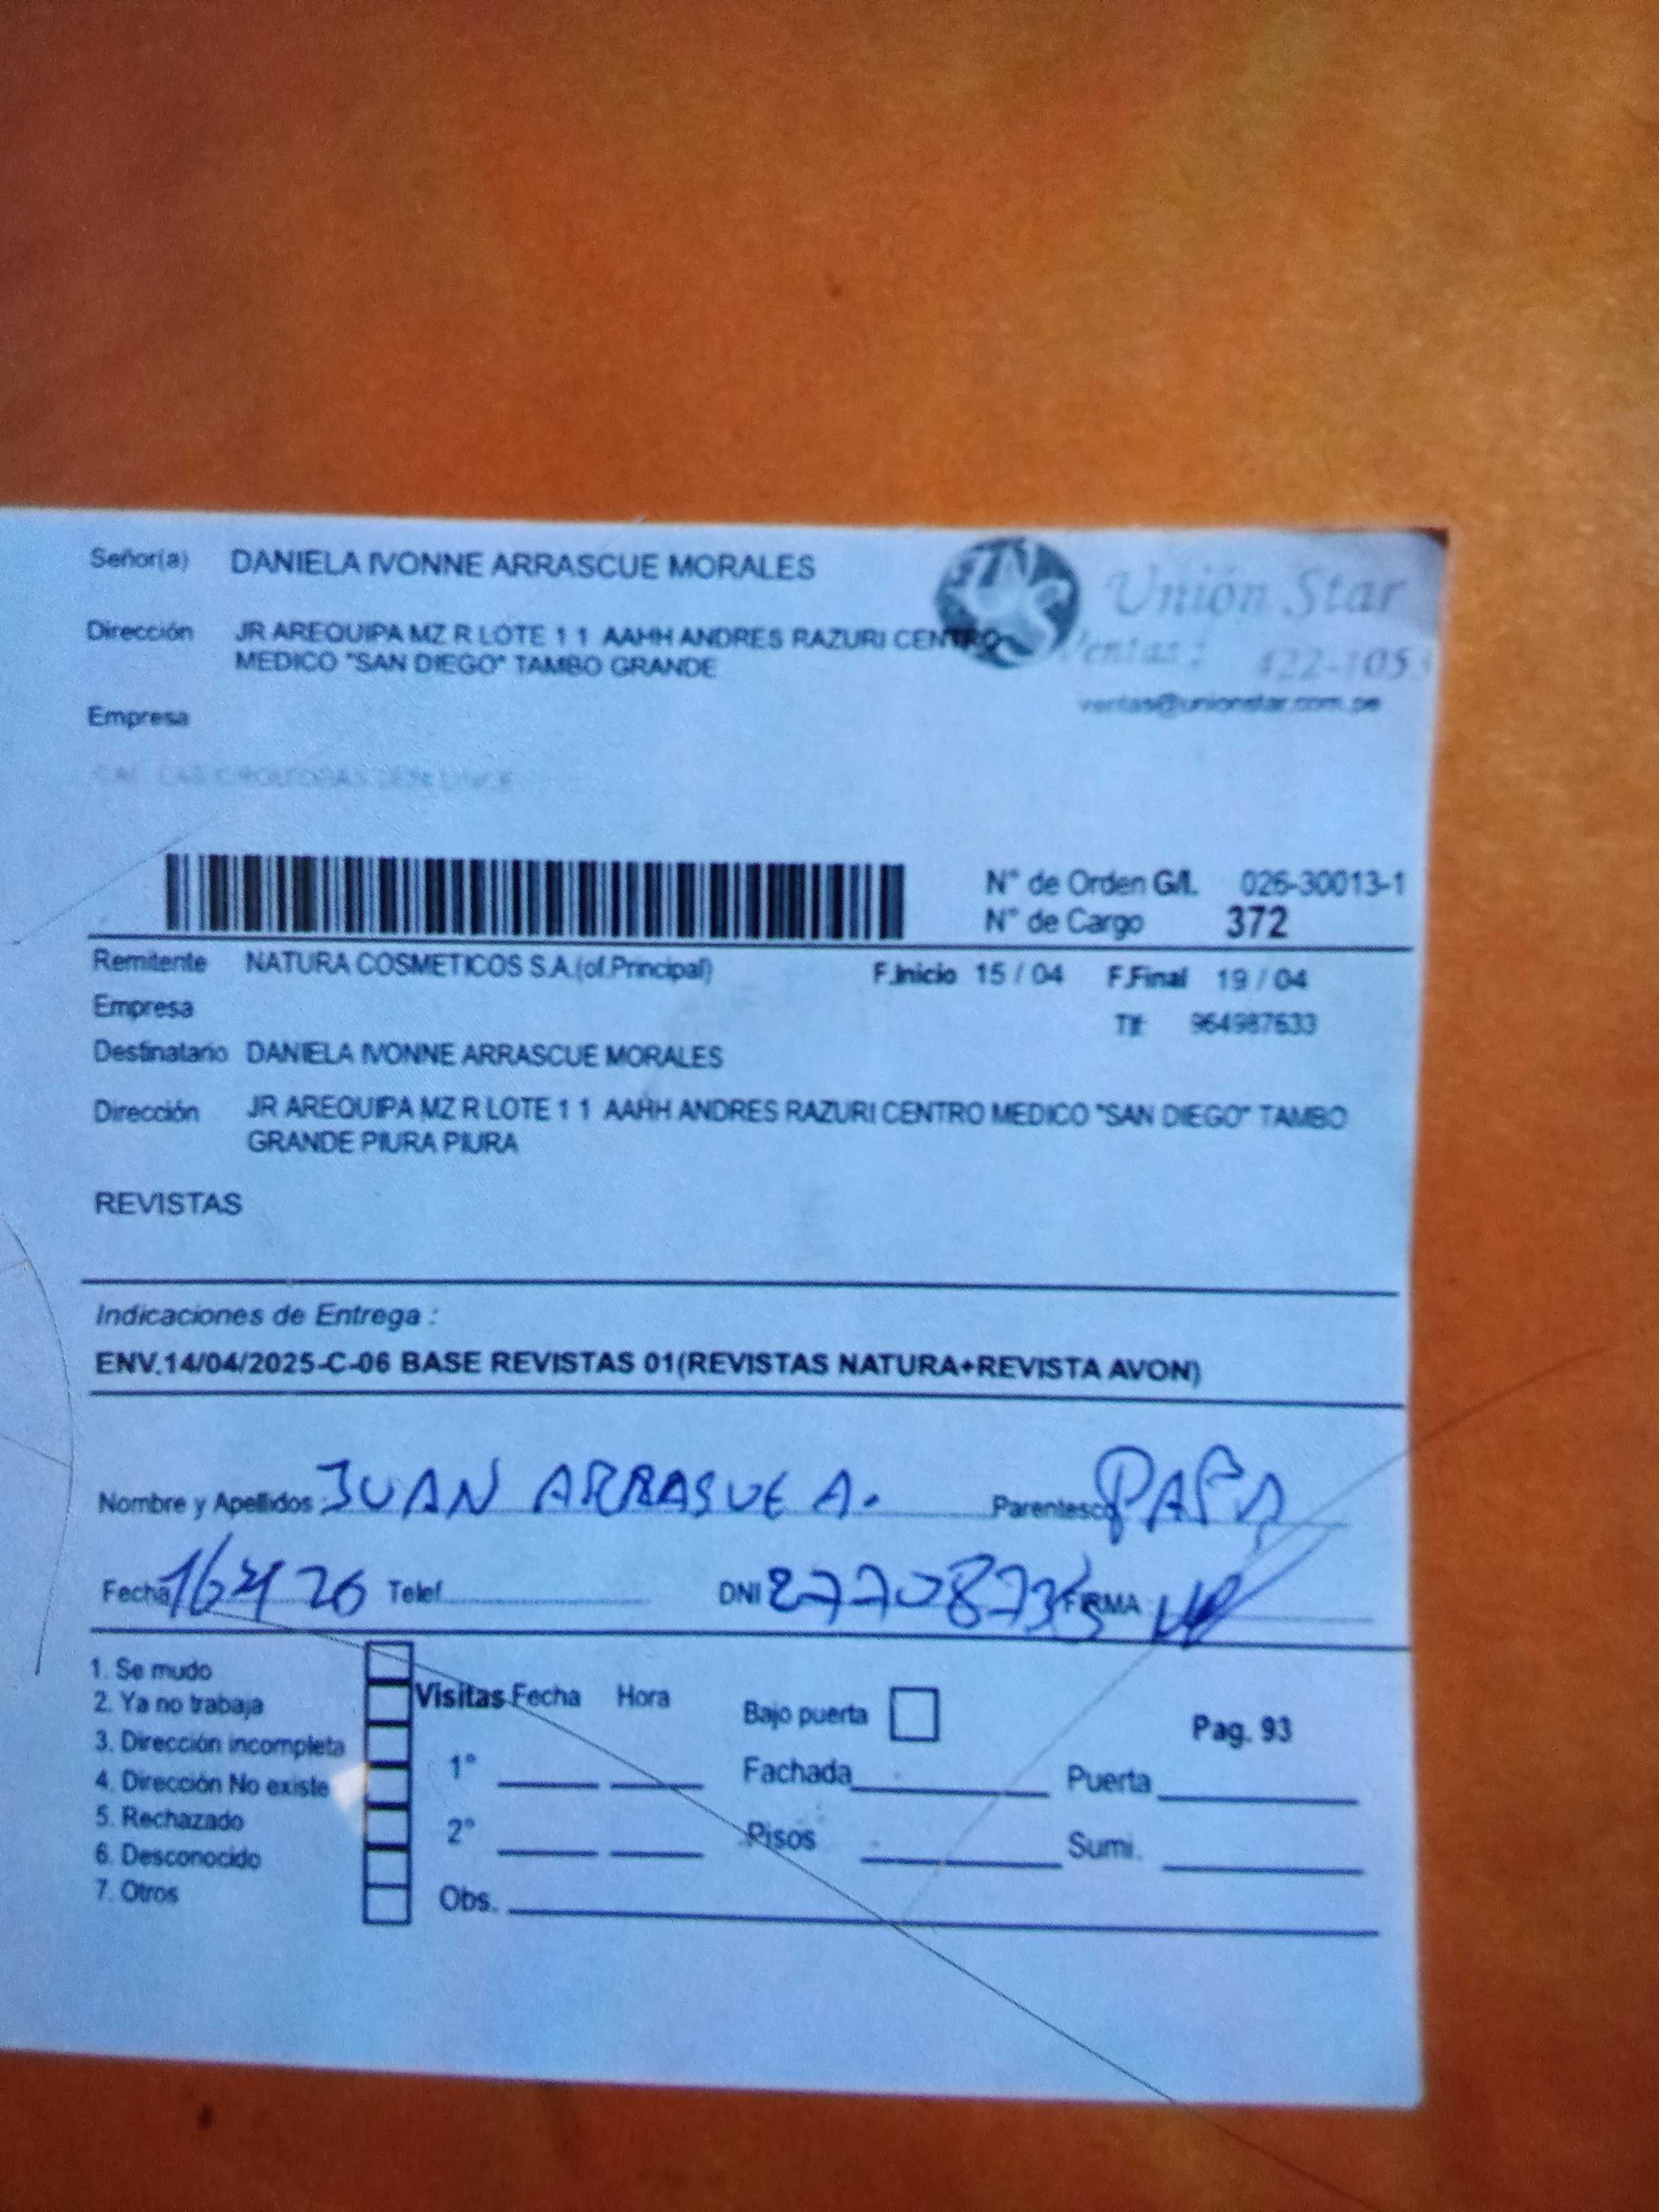 Señor(a) DANIELA IVONNE ARRASCUE MORALES
Unión Star
Dirección JR AREQUIPA MZ R LOTE 1 1 AAHH ANDRES RAZURI CENTRO
MEDICO "SAN DIEGO" TAMBO GRANDE
Ventas: 422-105
ventas@unionstar.com.pe
Empresa
N° de Orden G/L 026-30013-1
N° de Cargo 372
Remitente NATURA COSMETICOS S.A.(of.Principal) F.Inicio 15 / 04 F.Final 19 / 04
Empresa Tlf: 964987633
Destinatario DANIELA IVONNE ARRASCUE MORALES
Dirección JR AREQUIPA MZ R LOTE 1 1 AAHH ANDRES RAZURI CENTRO MEDICO "SAN DIEGO" TAMBO
GRANDE PIURA PIURA
REVISTAS
Indicaciones de Entrega :
ENV.14/04/2025-C-06 BASE REVISTAS 01(REVISTAS NATURA+REVISTA AVON)
Nombre y Apellidos JUAN ARRASUE A. Parentesco PAPA
Fecha Telef. DNI FIRMA
1. Se mudo
2. Ya no trabaja
3. Dirección incompleta
4. Dirección No existe
5. Rechazado
6. Desconocido
7. Otros
Visitas Fecha Hora
1°
2°
Obs.
Bajo puerta
Fachada Puerta
Pisos Sumi.
Pag. 93